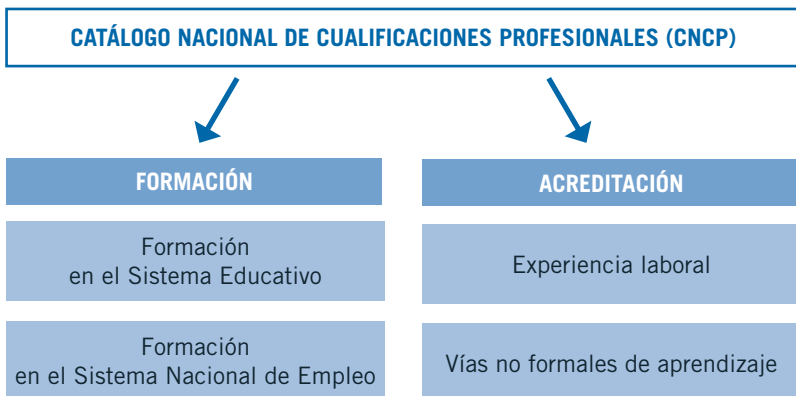 CATÁLOGO NACIONAL DE CUALIFICACIONES PROFESIONALES (CNCP)
FORMACIÓN
Formación
en el Sistema Educativo
Formación
en el Sistema Nacional de Empleo
ACREDITACIÓN
Experiencia laboral
Vías no formales de aprendizaje